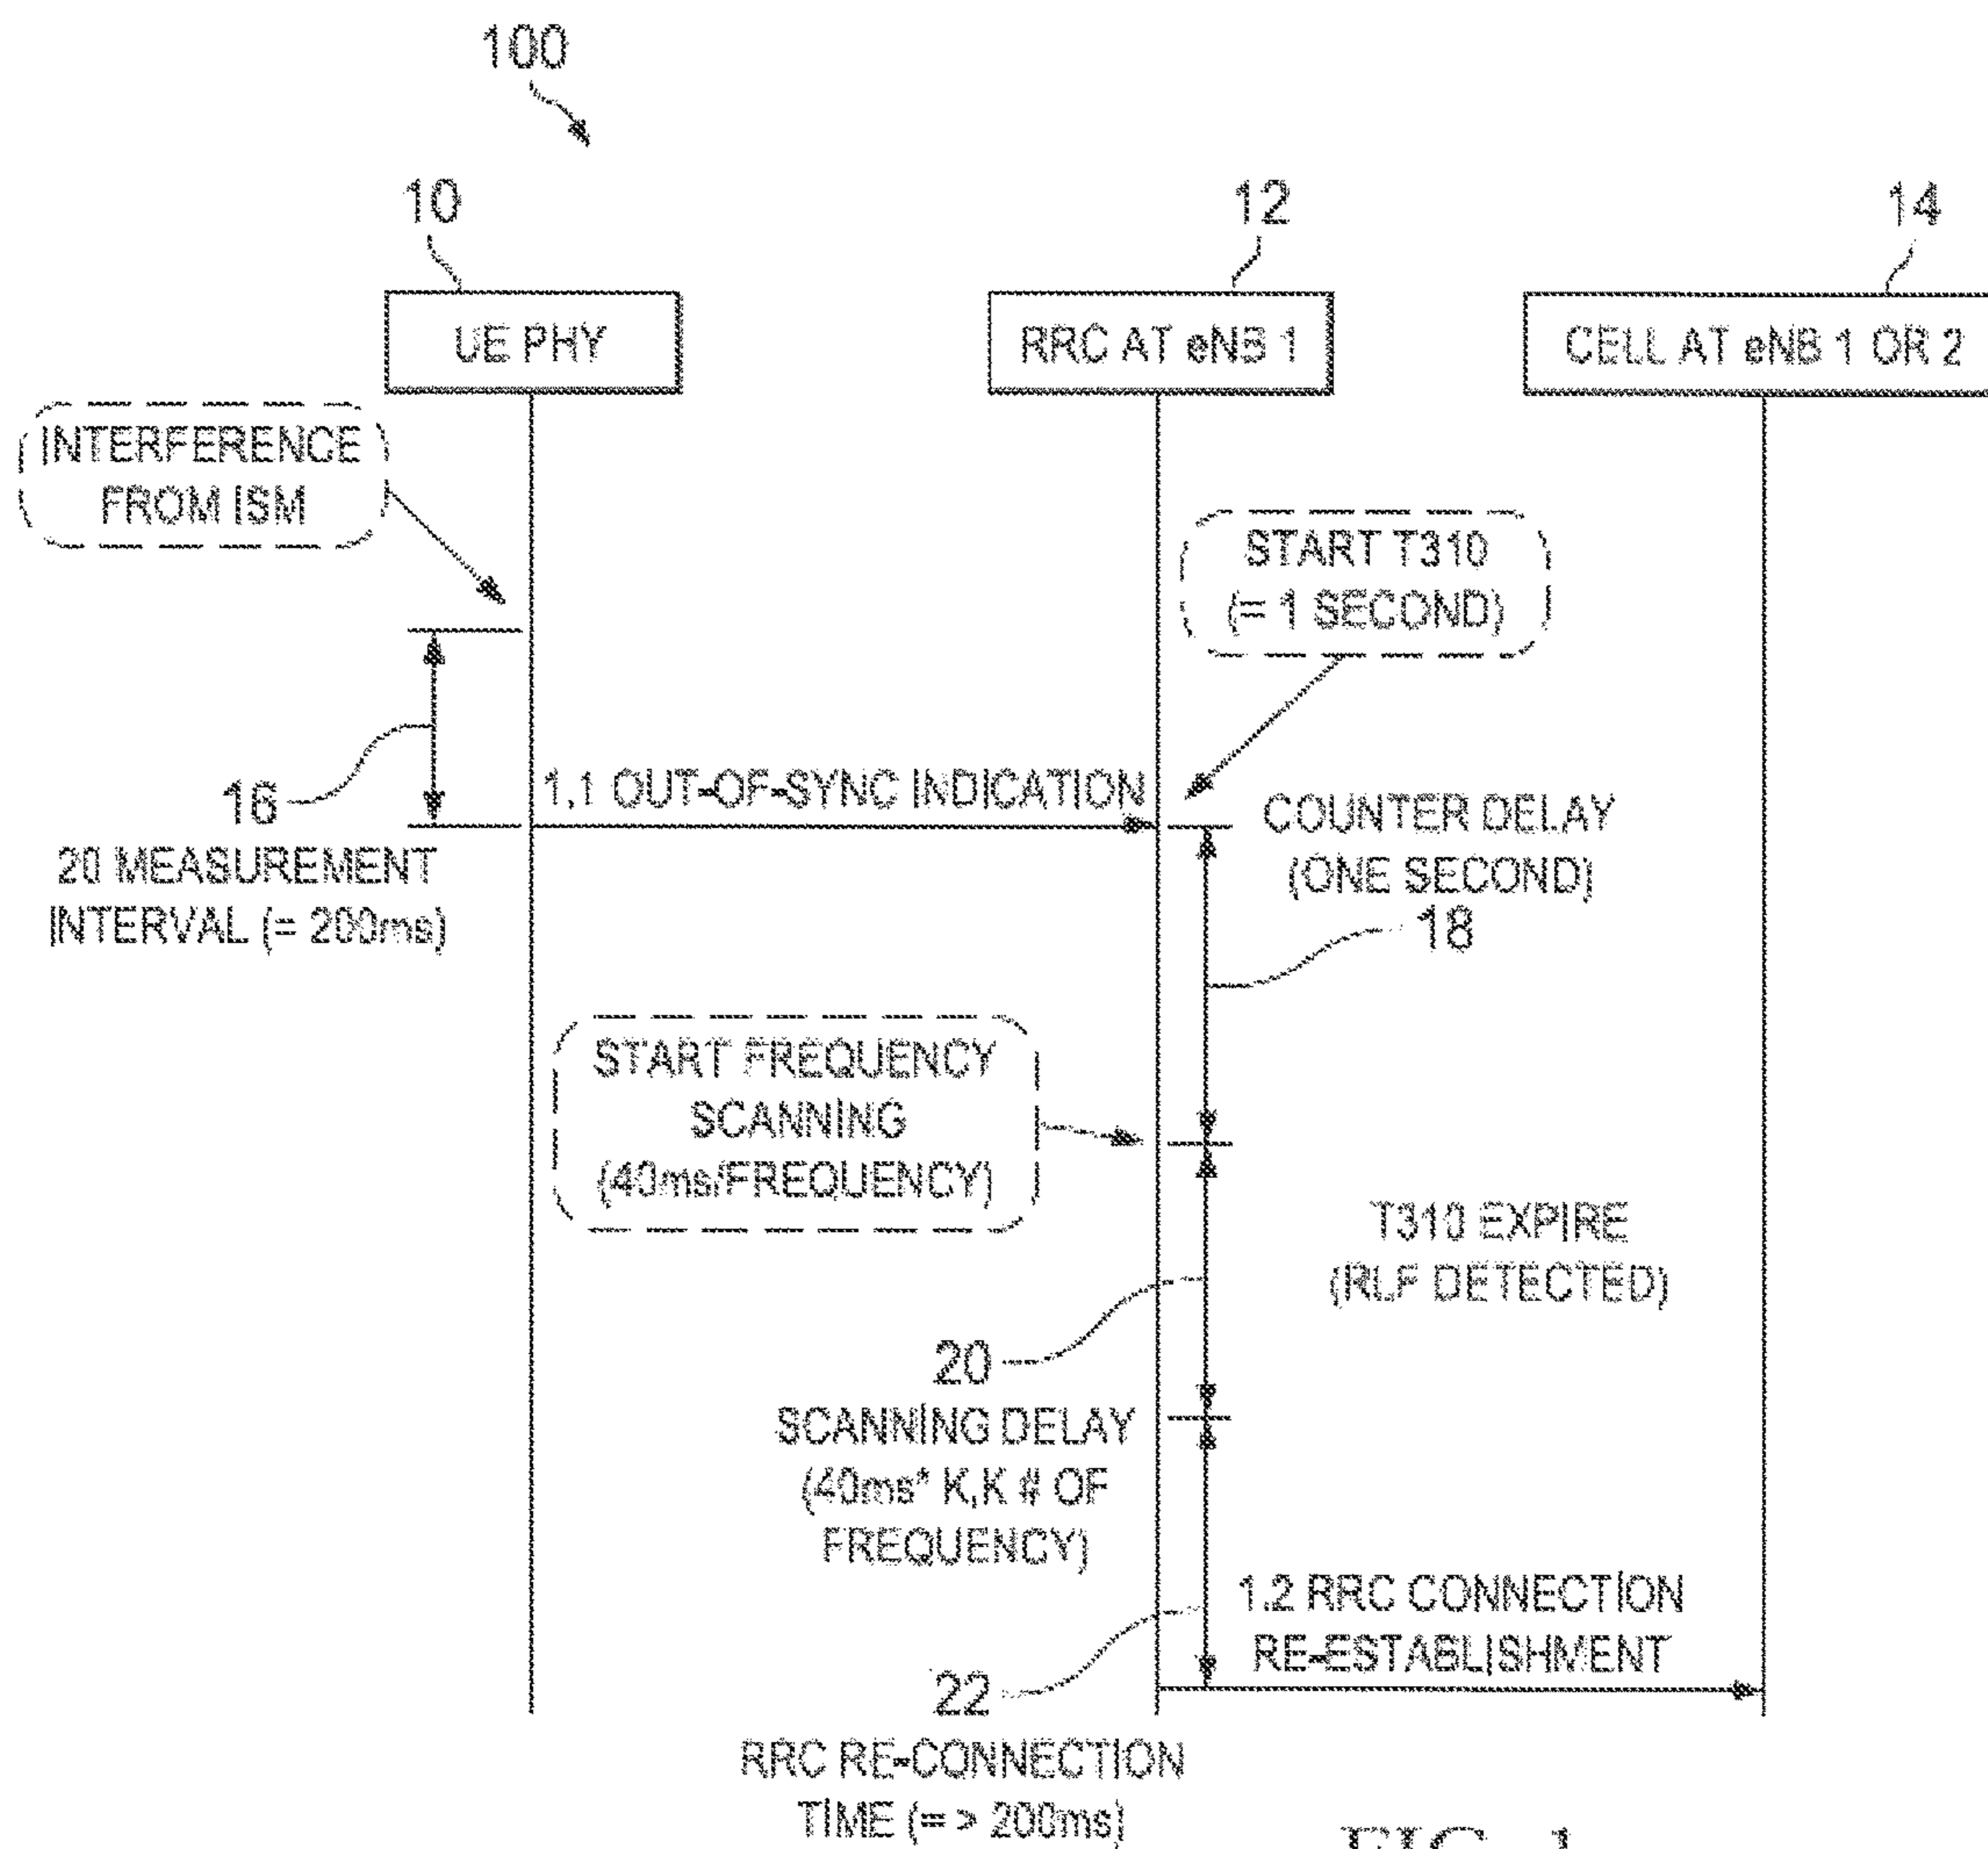 100
10
12
14
UE PHY
RRC AT eNB 1
CELL AT eNB 1 OR 2
INTERFERENCE
FROM ISM
START T310
(= 1 SECOND)
16
1.1 OUT-OF-SYNC INDICATION
COUNTER DELAY
(ONE SECOND)
18
20 MEASUREMENT
INTERVAL (= 200ms)
START FREQUENCY
SCANNING
(40ms/FREQUENCY)
T310 EXPIRE
(RLF DETECTED)
20
SCANNING DELAY
(40ms* K,K # OF
FREQUENCY)
1.2 RRC CONNECTION
RE-ESTABLISHMENT
22
RRC RE-CONNECTION
TIME (= > 200ms)
FIG. 1